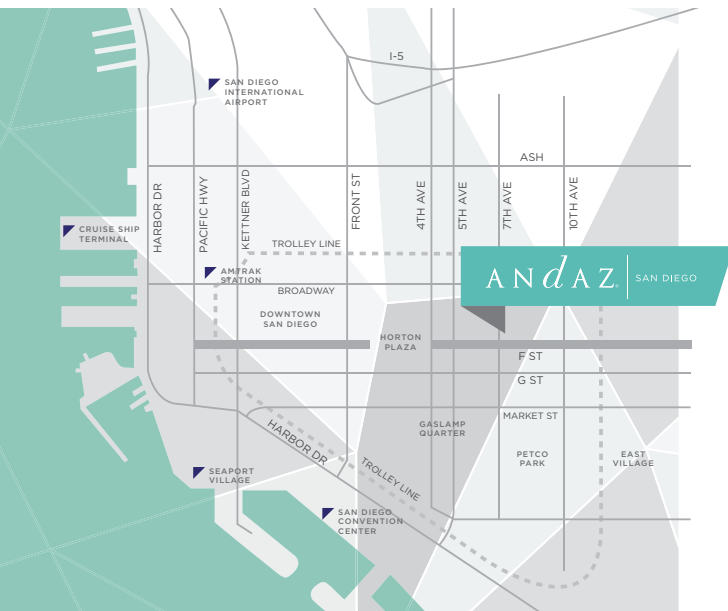 I-5
SAN DIEGO
INTERNATIONAL
AIRPORT
ASH
HARBOR DR
PACIFIC HWY
KETTNER BLVD
FRONT ST
4TH AVE
5TH AVE
7TH AVE
10TH AVE
CRUISE SHIP
TERMINAL
TROLLEY LINE
AMTRAK
STATION
BROADWAY
ANdAZ
SAN DIEGO
DOWNTOWN
SAN DIEGO
HORTON
PLAZA
F ST
G ST
MARKET ST
GASLAMP
QUARTER
HARBOR DR
TROLLEY LINE
PETCO
PARK
EAST
VILLAGE
SEAPORT
VILLAGE
SAN DIEGO
CONVENTION
CENTER